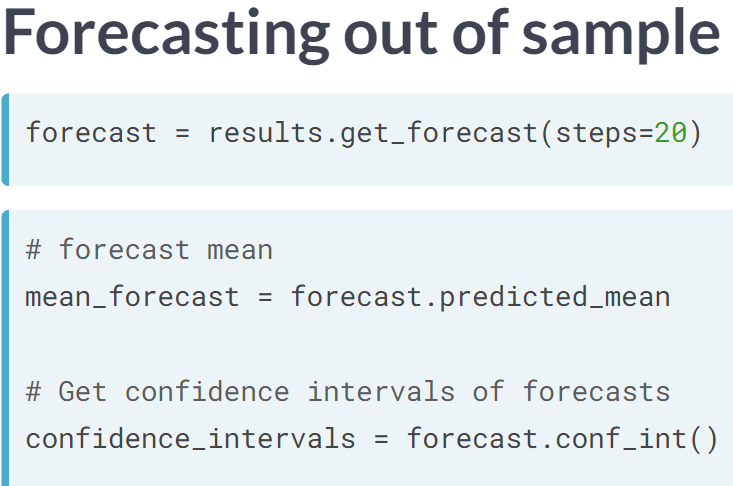 Forecasting out of sample
forecast = results.get_forecast(steps=20)
# forecast mean
mean_forecast = forecast.predicted_mean
# Get confidence intervals of forecasts
confidence_intervals = forecast.conf_int()